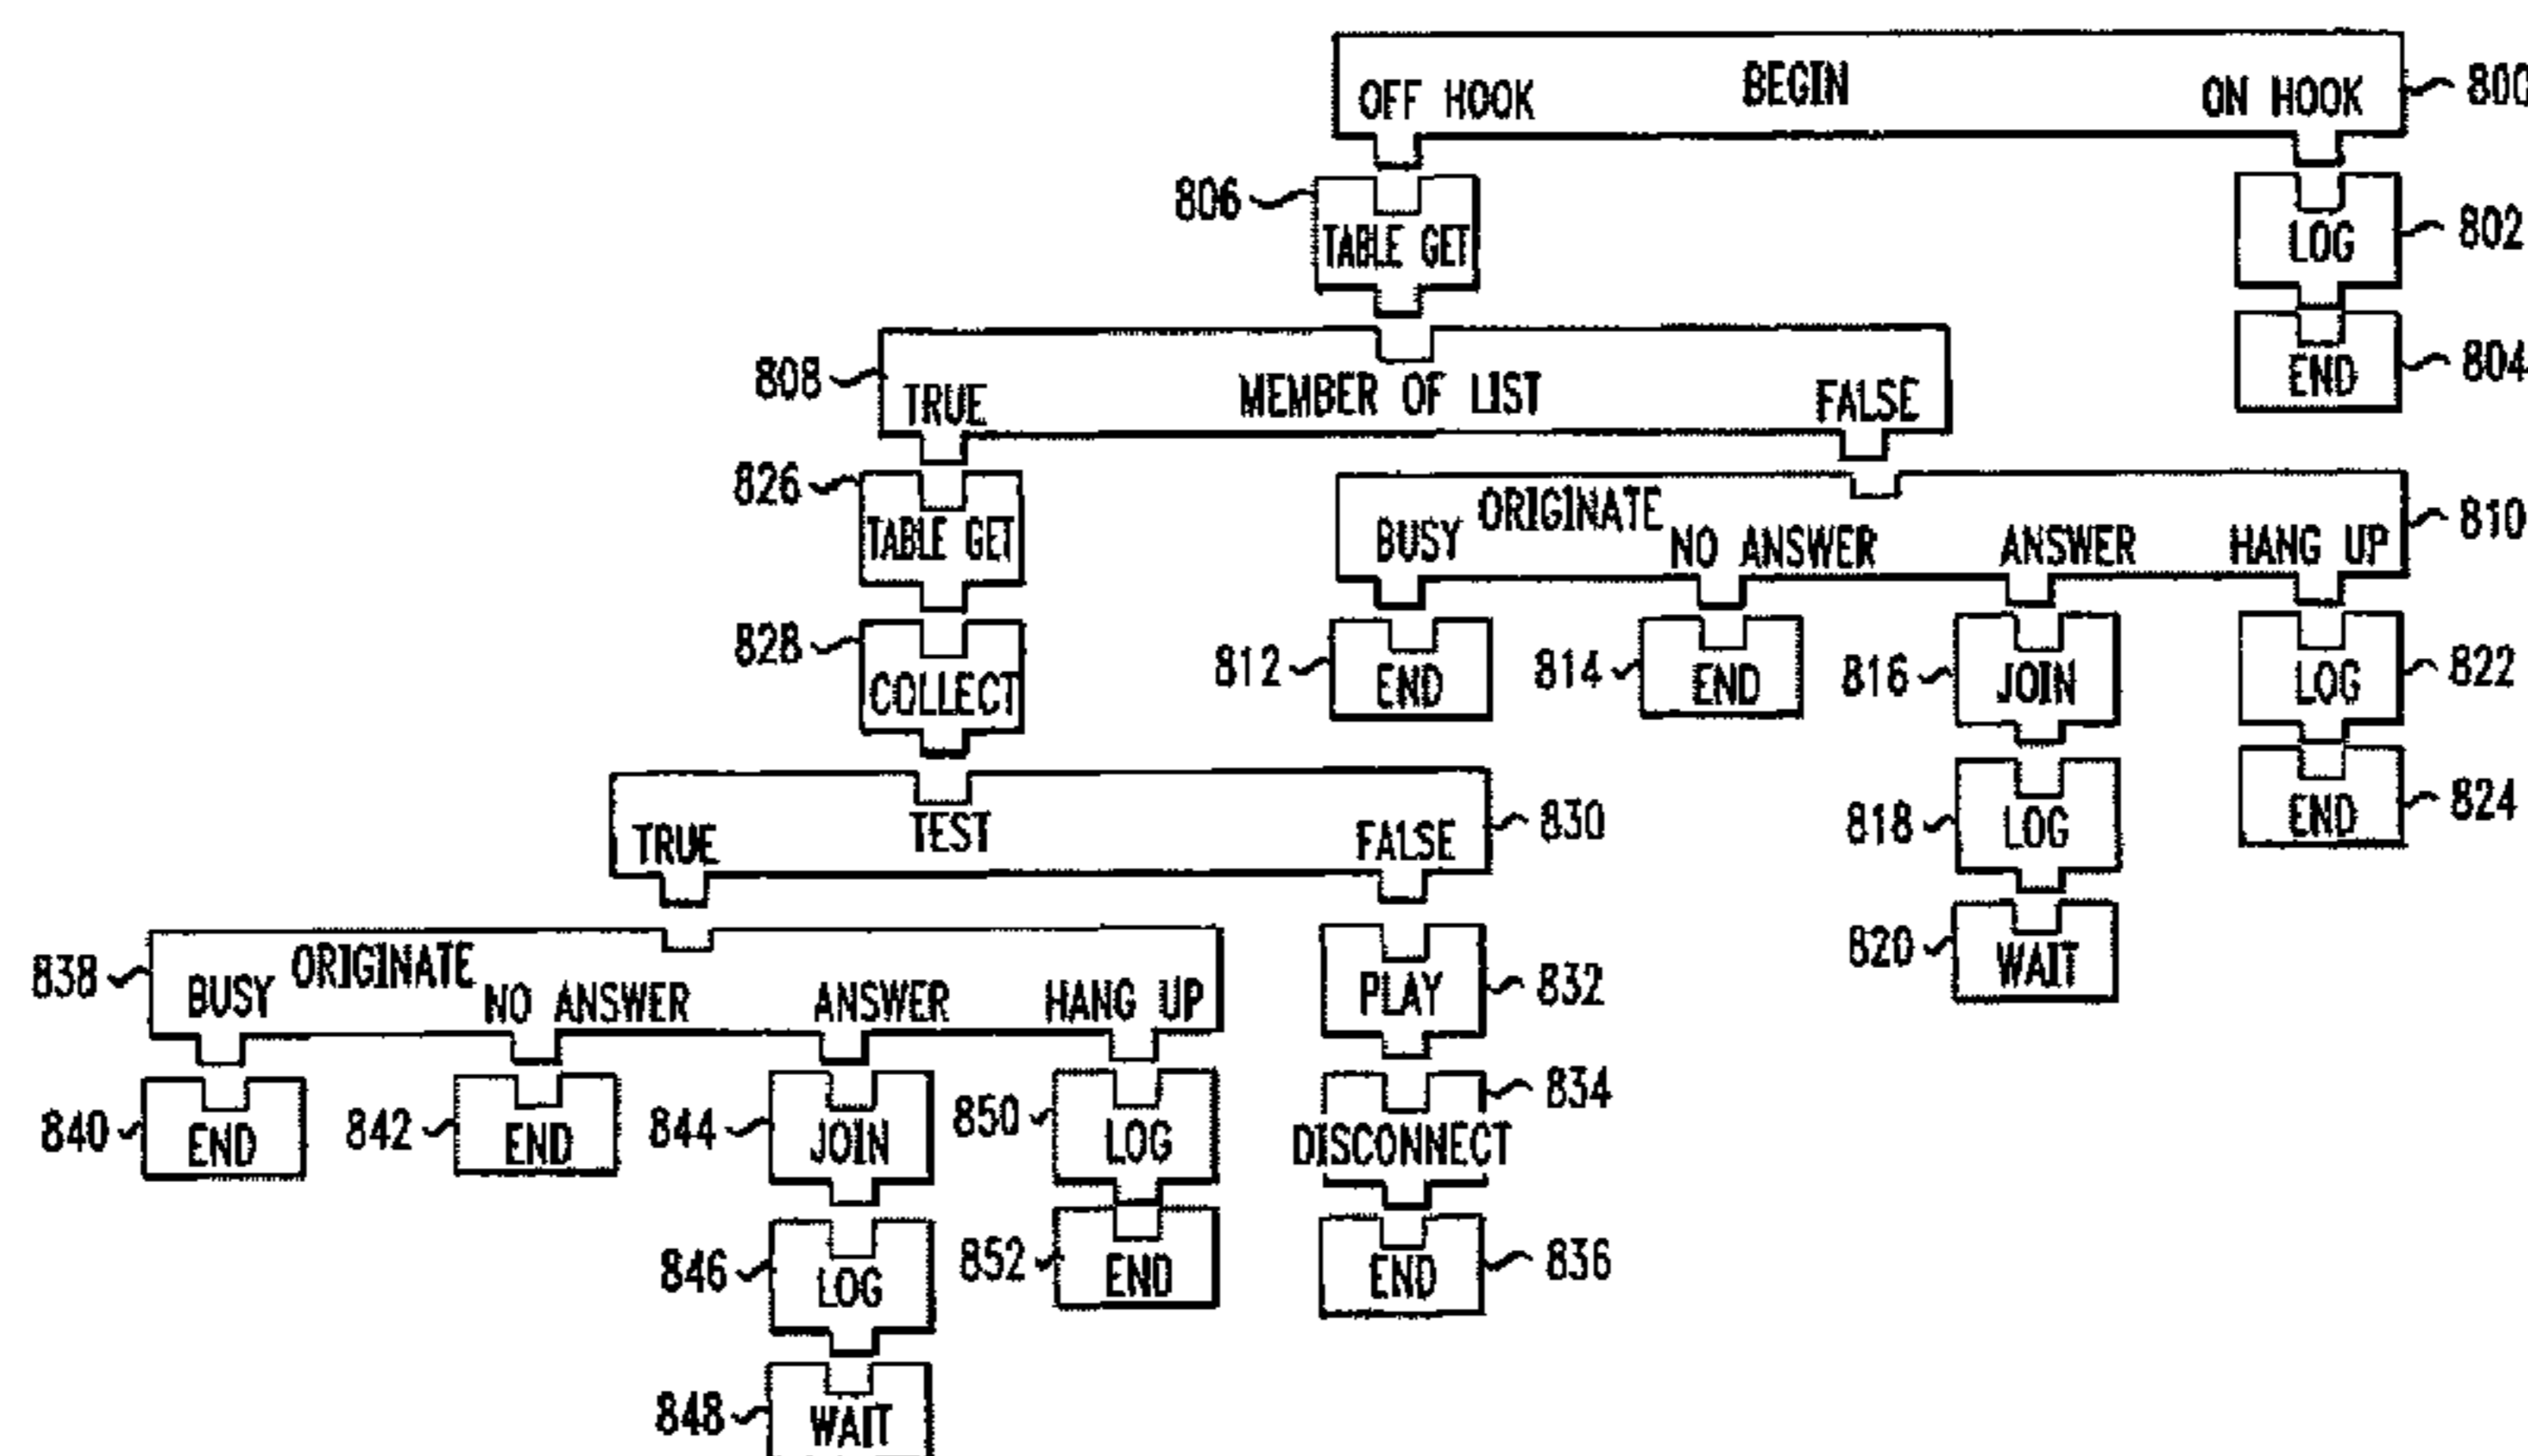 BEGIN
OFF HOOK
ON HOOK
800
806
TABLE GET
LOG
802
808
TRUE
MEMBER OF LIST
FALSE
END
804
826
TABLE GET
ORIGINATE
BUSY
NO ANSWER
ANSWER
HANG UP
810
828
COLLECT
812
END
814
END
816
JOIN
LOG
822
TRUE
TEST
FALSE
830
818
LOG
END
824
838
ORIGINATE
BUSY
NO ANSWER
ANSWER
HANG UP
PLAY
832
820
WAIT
840
END
842
END
844
JOIN
850
LOG
834
DISCONNECT
846
LOG
852
END
END
836
848
WAIT